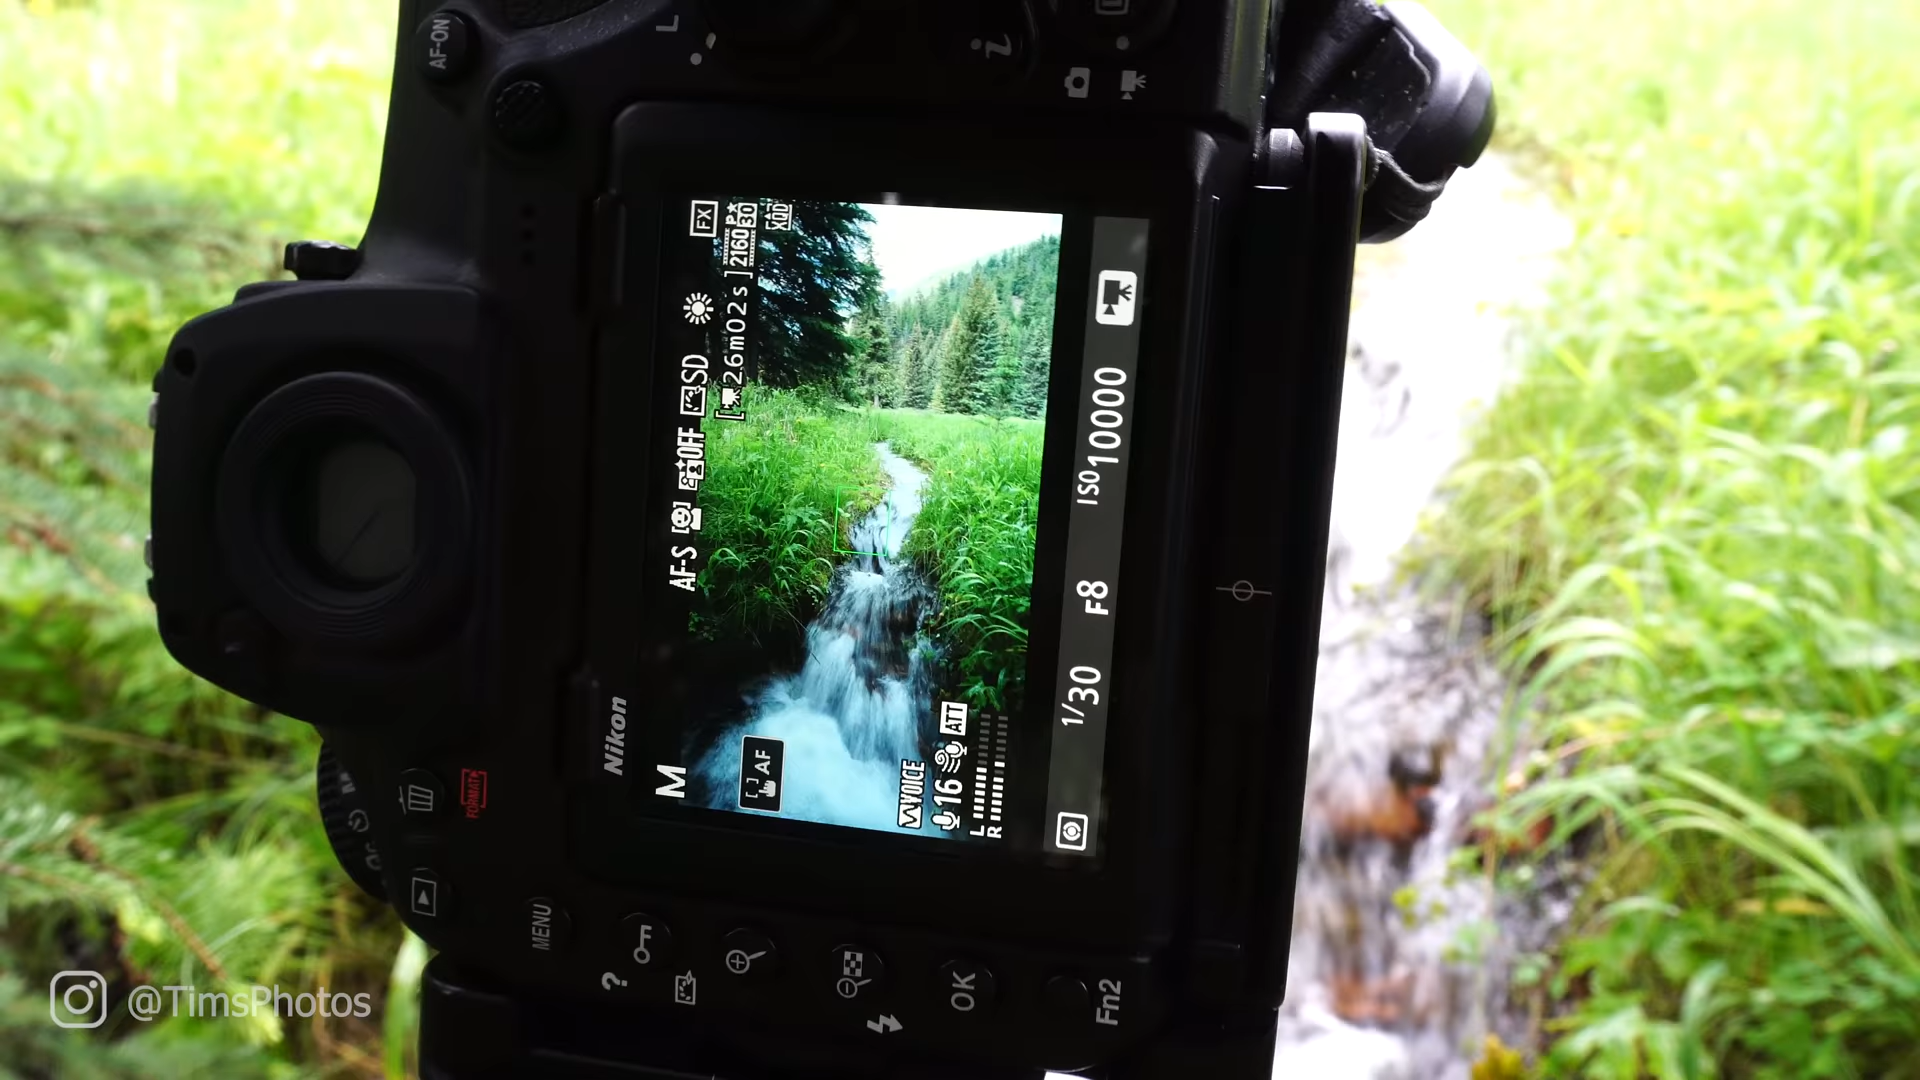 AF-ON
L
i
FX
2160 30 P★
XQD
[26m02s]
SD
OFF
AF-S
ISO 10000
F8
1/30
M
AF
VOICE
16
ATT
L
R
Nikon
FORMAT
MENU
?
OK
Fn2
@TimsPhotos